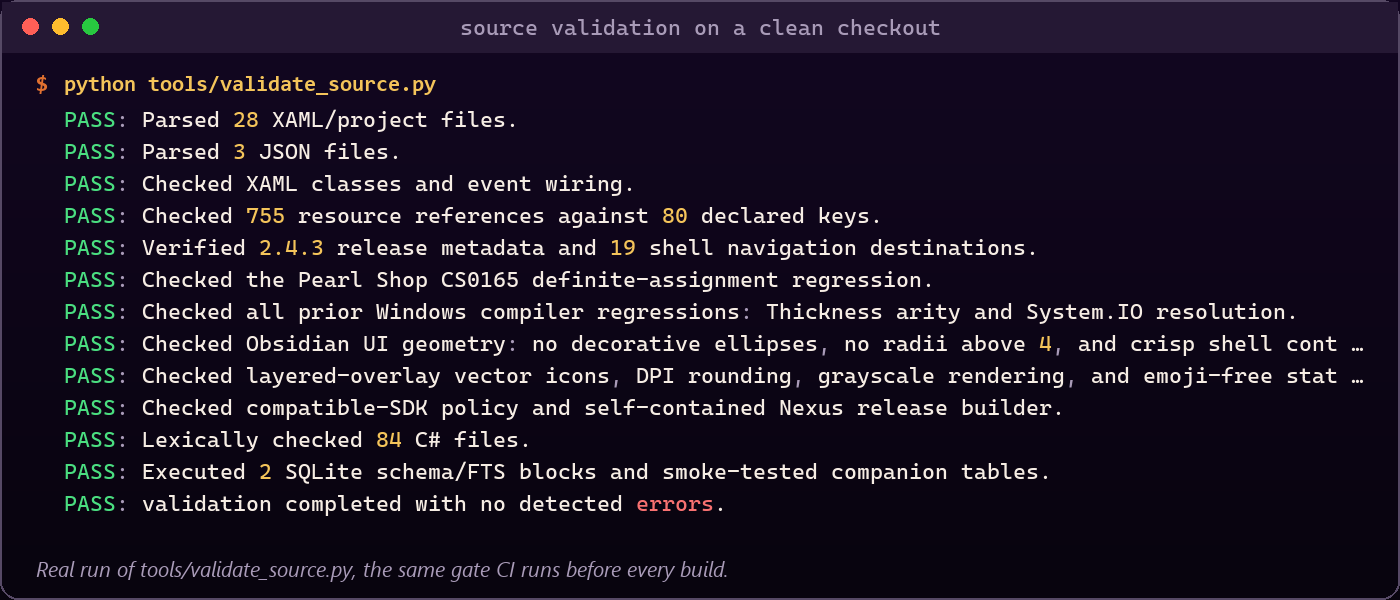 source validation on a clean checkout
$ python tools/validate_source.py
PASS: Parsed 28 XAML/project files.
PASS: Parsed 3 JSON files.
PASS: Checked XAML classes and event wiring.
PASS: Checked 755 resource references against 80 declared keys.
PASS: Verified 2.4.3 release metadata and 19 shell navigation destinations.
PASS: Checked the Pearl Shop CS0165 definite-assignment regression.
PASS: Checked all prior Windows compiler regressions: Thickness arity and System.IO resolution.
PASS: Checked Obsidian UI geometry: no decorative ellipses, no radii above 4, and crisp shell cont …
PASS: Checked layered-overlay vector icons, DPI rounding, grayscale rendering, and emoji-free stat …
PASS: Checked compatible-SDK policy and self-contained Nexus release builder.
PASS: Lexically checked 84 C# files.
PASS: Executed 2 SQLite schema/FTS blocks and smoke-tested companion tables.
PASS: validation completed with no detected errors.
Real run of tools/validate_source.py, the same gate CI runs before every build.